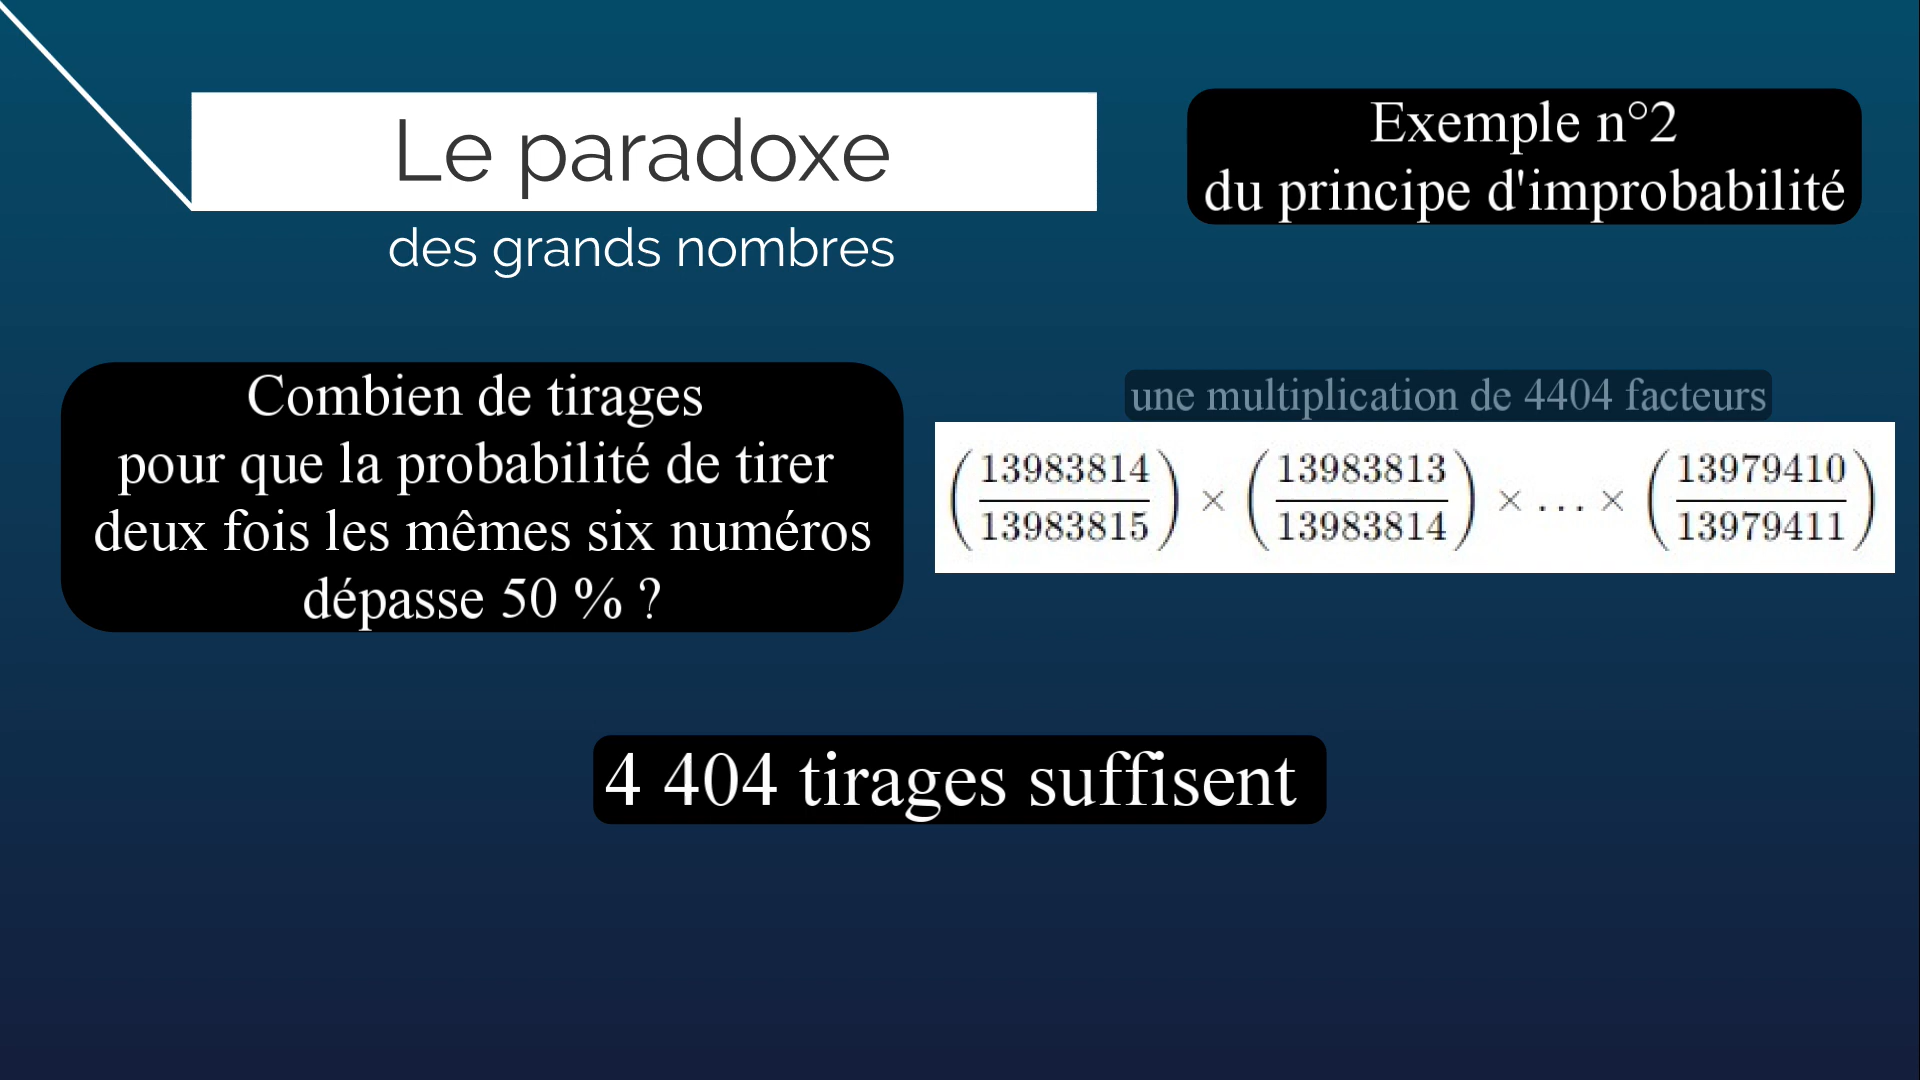 Le paradoxe
des grands nombres
Exemple n°2
du principe d'improbabilité
Combien de tirages
pour que la probabilité de tirer
deux fois les mêmes six numéros
dépasse 50 % ?
une multiplication de 4404 facteurs
(13983814/13983815) × (13983813/13983814) × ... × (13979410/13979411)
4 404 tirages suffisent